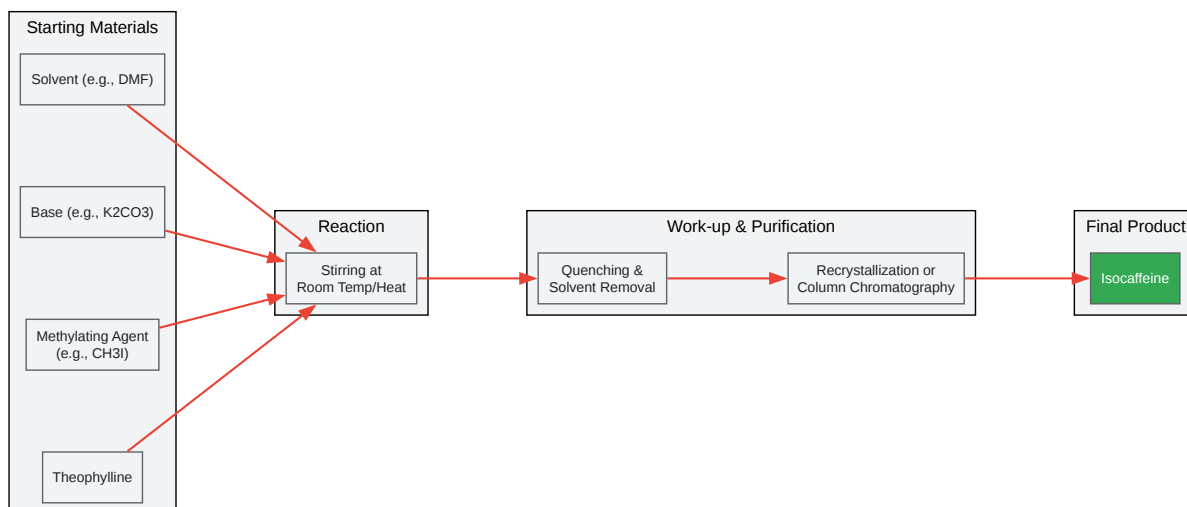 Starting Materials
Solvent (e.g., DMF)
Base (e.g., K2CO3)
Methylating Agent
(e.g., CH3I)
Theophylline
Reaction
Stirring at
Room Temp/Heat
Work-up & Purification
Quenching &
Solvent Removal
Recrystallization or
Column Chromatography
Final Product
Isocaffeine